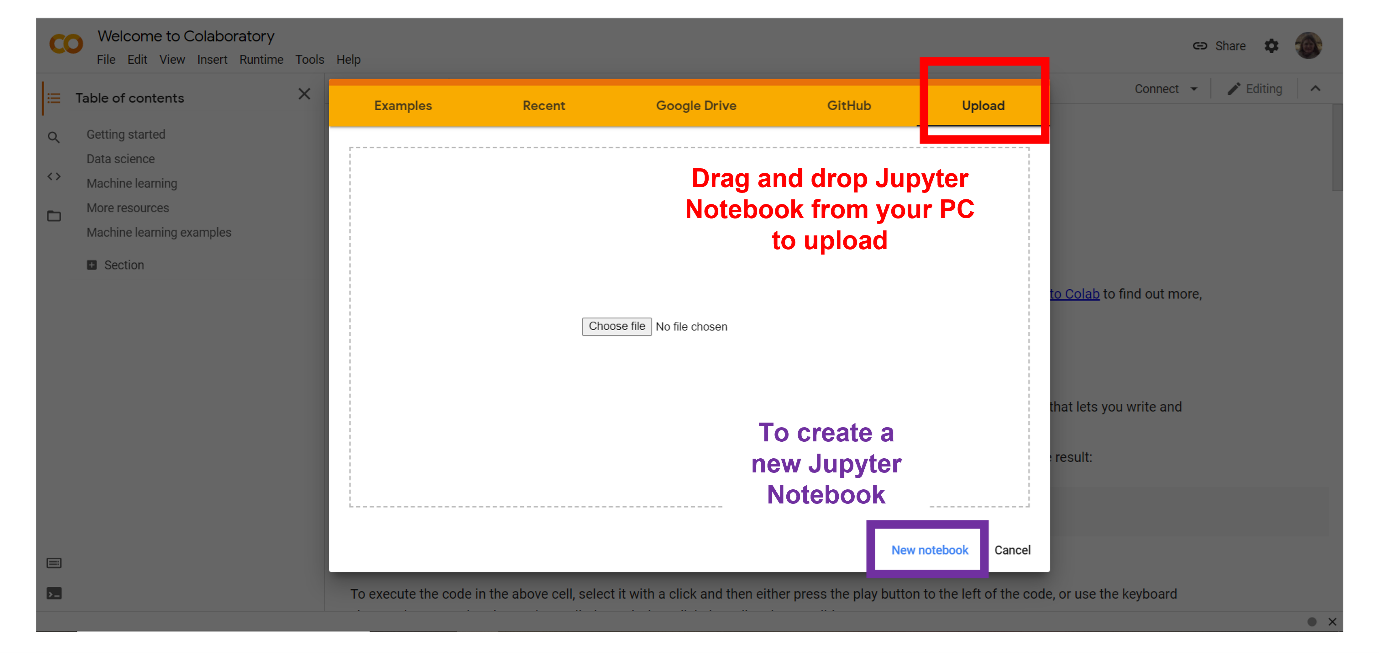 Welcome to Colaboratory
File Edit View Insert Runtime Tools Help
Share
Table of contents
Getting started
Data science
Machine learning
More resources
Machine learning examples
Section
Connect
Editing
Examples Recent Google Drive GitHub Upload
Drag and drop Jupyter
Notebook from your PC
to upload
Choose file No file chosen
To create a
new Jupyter
Notebook
New notebook Cancel
to Colab to find out more,
that lets you write and
result:
To execute the code in the above cell, select it with a click and then either press the play button to the left of the code, or use the keyboard